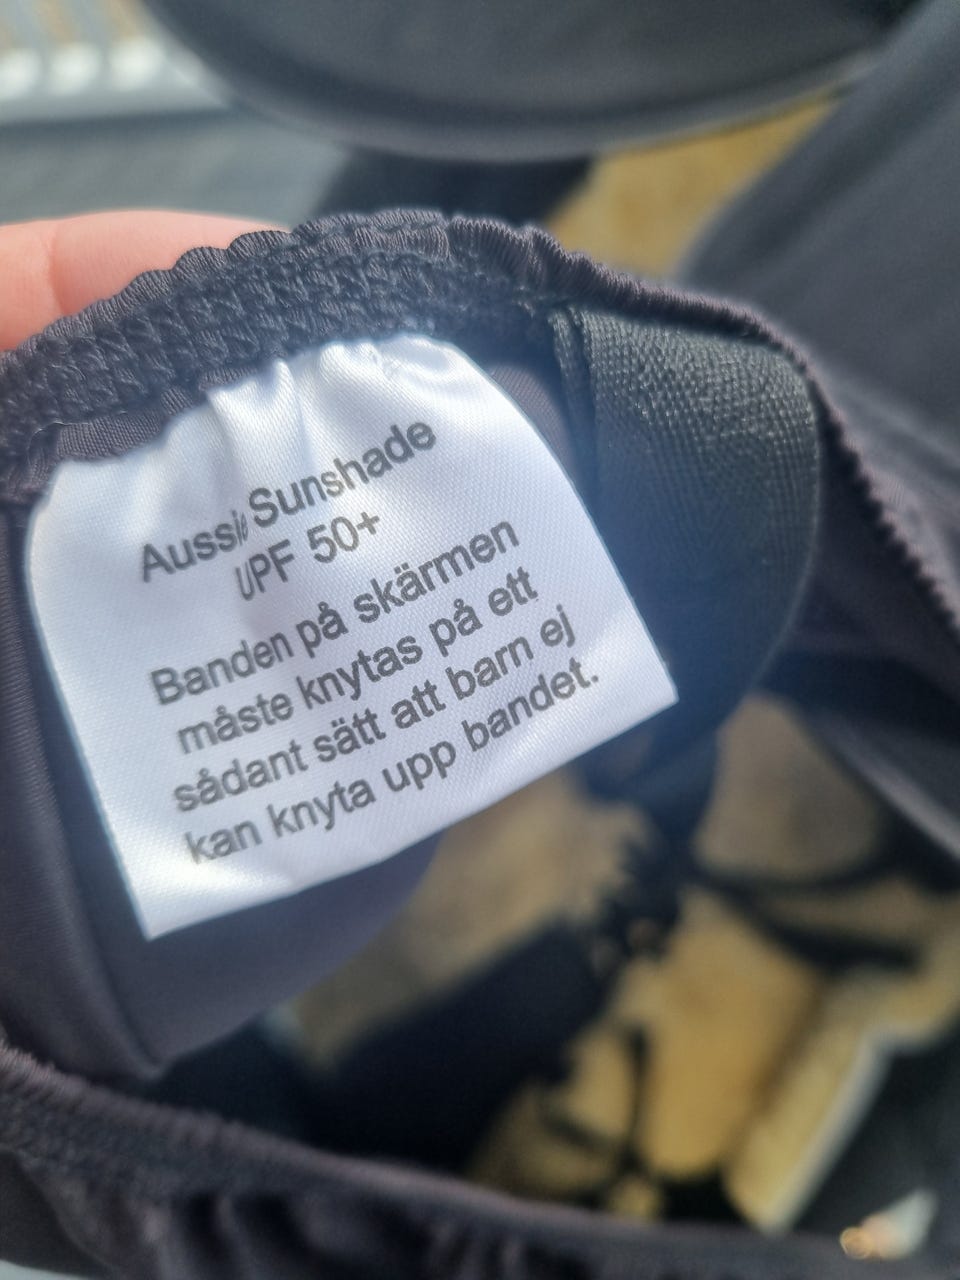 Aussie Sunshade
UPF 50+
Banden på skärmen
måste knytas på ett
sådant sätt att barn ej
kan knyta upp bandet.